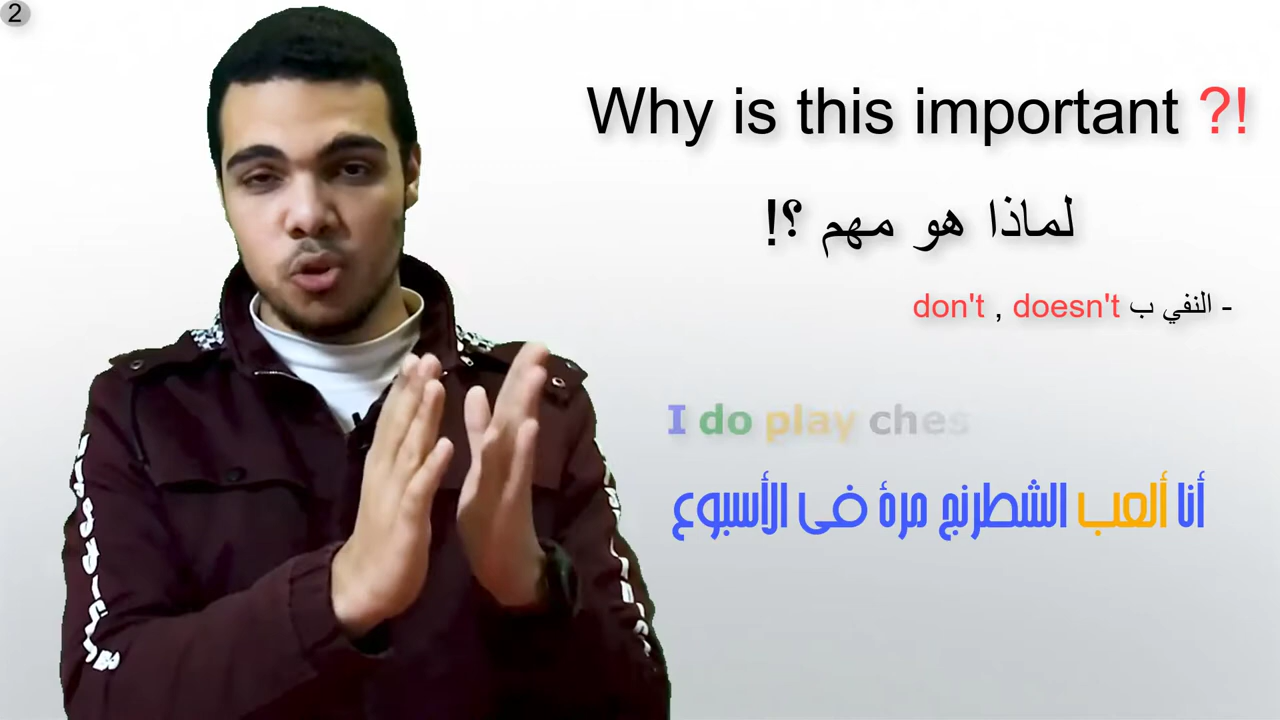 2
Why is this important ?!
لماذا هو مهم ؟!
- النفي ب don't , doesn't
I do play ches
أنا ألعب الشطرنج مرة فى الأسبوع